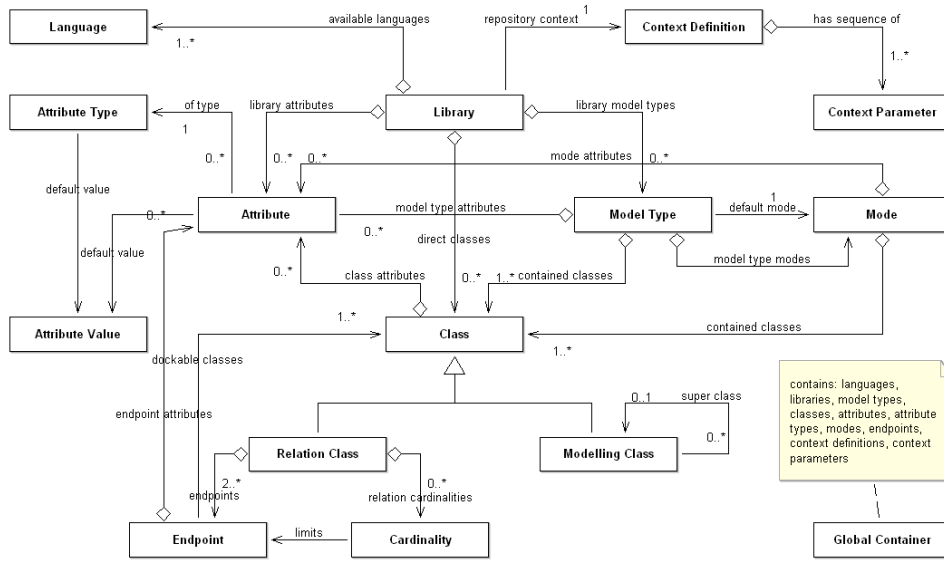 available languages
repository context
1
has sequence of
Language
Context Definition
1..*
1..*
Attribute Type
of type
library attributes
Library
library model types
Context Parameter
1
0..*
0..*
0..*
mode attributes
0..*
default value
0..*
Attribute
model type attributes
Model Type
1
default mode
Mode
0..*
direct classes
default value
model type modes
0..*
class attributes
0..*
1..*
contained classes
1..*
Attribute Value
Class
contained classes
1..*
dockable classes
contains: languages,
libraries, model types,
classes, attributes, attribute
types, modes, endpoints,
context definitions, context
parameters
endpoint attributes
0..1
super class
0..*
Relation Class
Modelling Class
2..*
endpoints
0..*
relation cardinalities
Endpoint
limits
Cardinality
Global Container